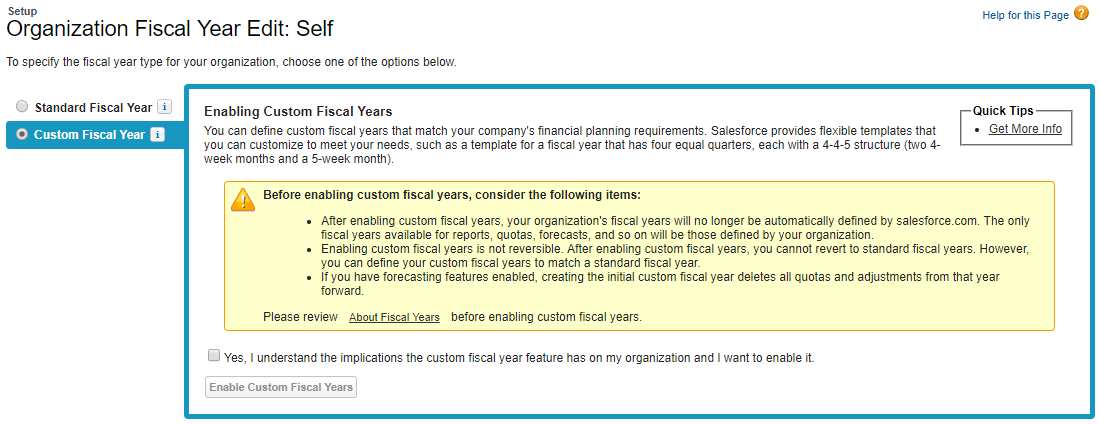 Setup
Organization Fiscal Year Edit: Self
Help for this Page ?
To specify the fiscal year type for your organization, choose one of the options below.
Standard Fiscal Year i
Custom Fiscal Year i
Enabling Custom Fiscal Years
You can define custom fiscal years that match your company's financial planning requirements. Salesforce provides flexible templates that
you can customize to meet your needs, such as a template for a fiscal year that has four equal quarters, each with a 4-4-5 structure (two 4-
week months and a 5-week month).
Quick Tips
• Get More Info
Before enabling custom fiscal years, consider the following items:
• After enabling custom fiscal years, your organization's fiscal years will no longer be automatically defined by salesforce.com. The only
fiscal years available for reports, quotas, forecasts, and so on will be those defined by your organization.
• Enabling custom fiscal years is not reversible. After enabling custom fiscal years, you cannot revert to standard fiscal years. However,
you can define your custom fiscal years to match a standard fiscal year.
• If you have forecasting features enabled, creating the initial custom fiscal year deletes all quotas and adjustments from that year
forward.
Please review About Fiscal Years before enabling custom fiscal years.
Yes, I understand the implications the custom fiscal year feature has on my organization and I want to enable it.
Enable Custom Fiscal Years